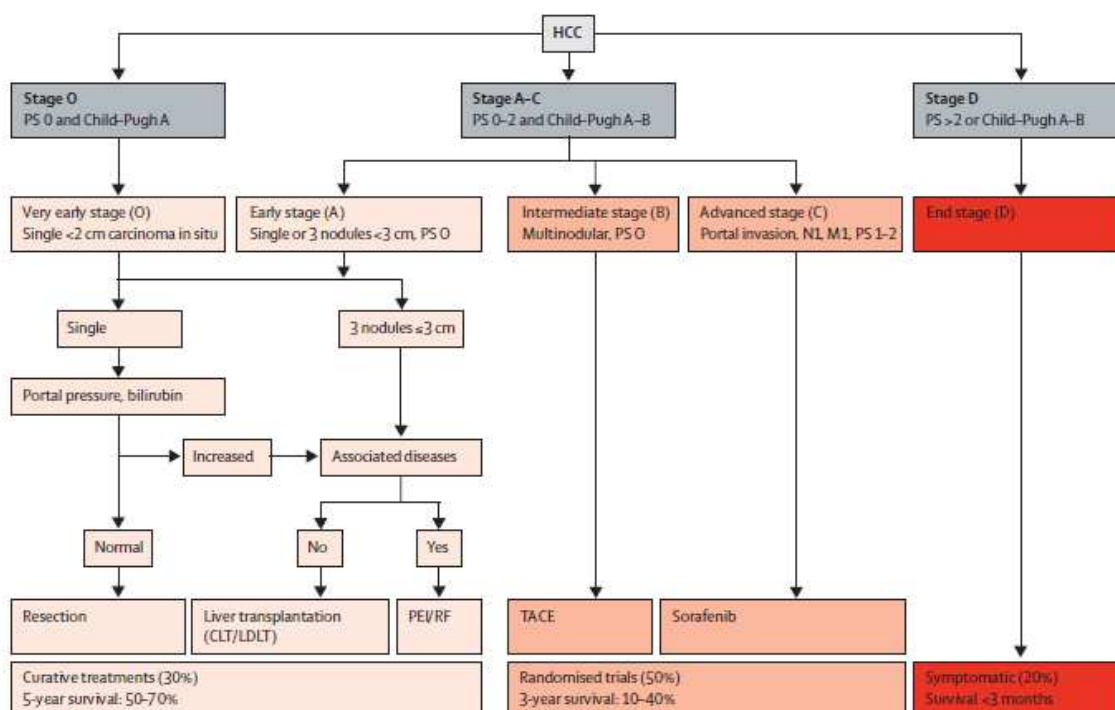 HCC
Stage 0
PS 0 and Child–Pugh A
Stage A–C
PS 0–2 and Child–Pugh A–B
Stage D
PS >2 or Child–Pugh A–B
Very early stage (0)
Single <2 cm carcinoma in situ
Early stage (A)
Single or 3 nodules <3 cm, PS 0
Intermediate stage (B)
Multinodular, PS 0
Advanced stage (C)
Portal invasion, N1, M1, PS 1–2
End stage (D)
Single
3 nodules ≤3 cm
Portal pressure, bilirubin
Increased
Associated diseases
Normal
No
Yes
Resection
Liver transplantation
(CLT/LDLT)
PEI/RF
TACE
Sorafenib
Curative treatments (30%)
5-year survival: 50–70%
Randomised trials (50%)
3-year survival: 10–40%
Symptomatic (20%)
Survival <3 months